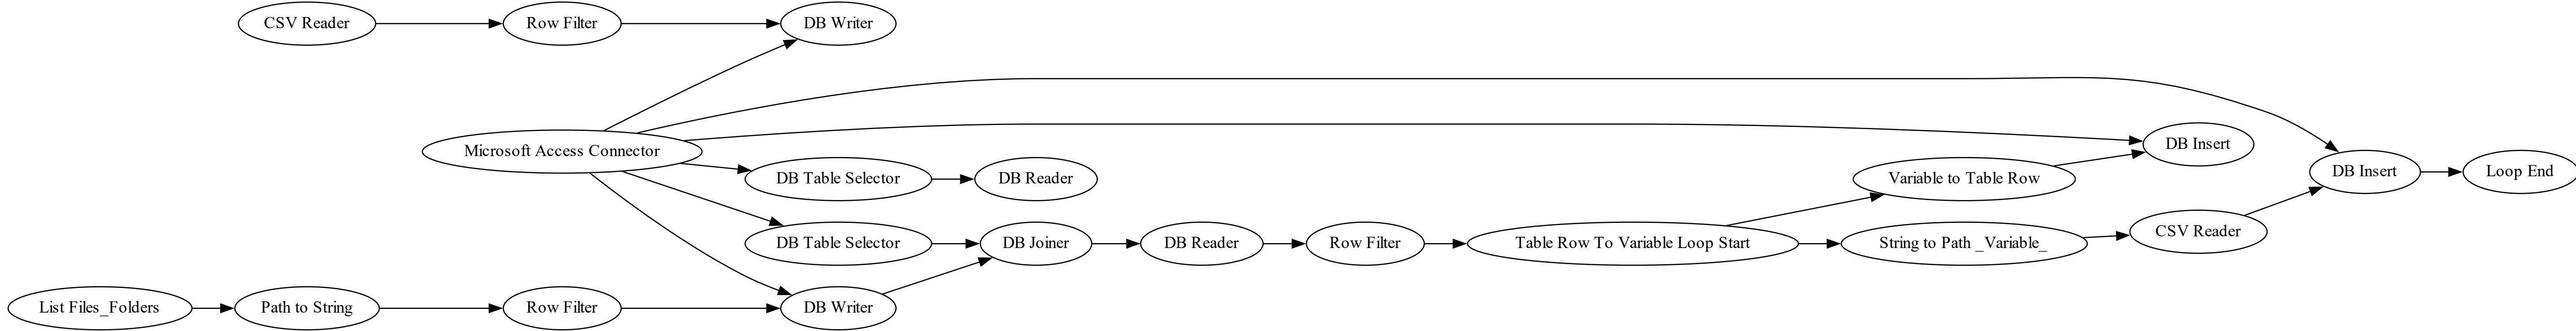 CSV Reader
Row Filter
DB Writer
Microsoft Access Connector
DB Insert
DB Table Selector
DB Reader
Variable to Table Row
DB Insert
Loop End
DB Table Selector
DB Joiner
DB Reader
Row Filter
Table Row To Variable Loop Start
String to Path _Variable_
CSV Reader
List Files_Folders
Path to String
Row Filter
DB Writer